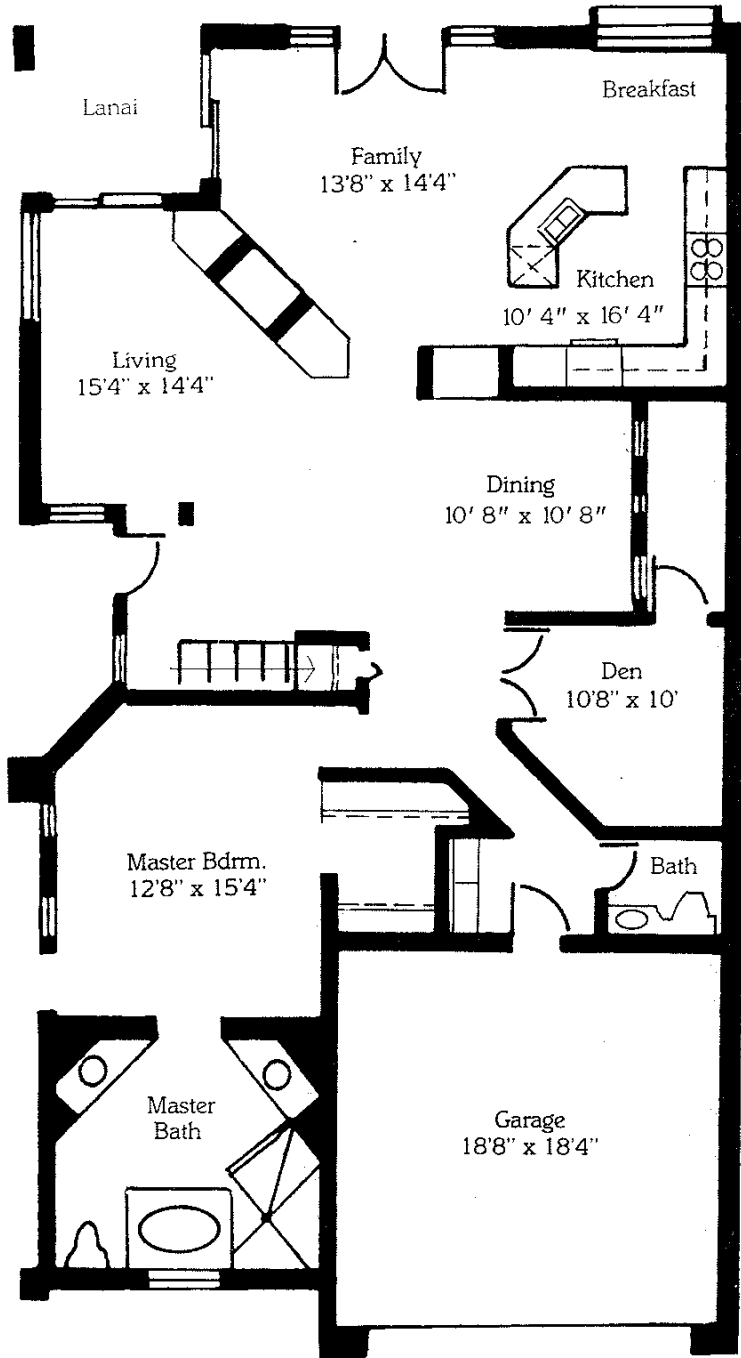 Lanai
Breakfast
Family
13'8" x 14'4"
Kitchen
10' 4" x 16' 4"
Living
15'4" x 14'4"
Dining
10' 8" x 10' 8"
Den
10'8" x 10'
Master Bdrm.
12'8" x 15'4"
Bath
Master
Bath
Garage
18'8" x 18'4"